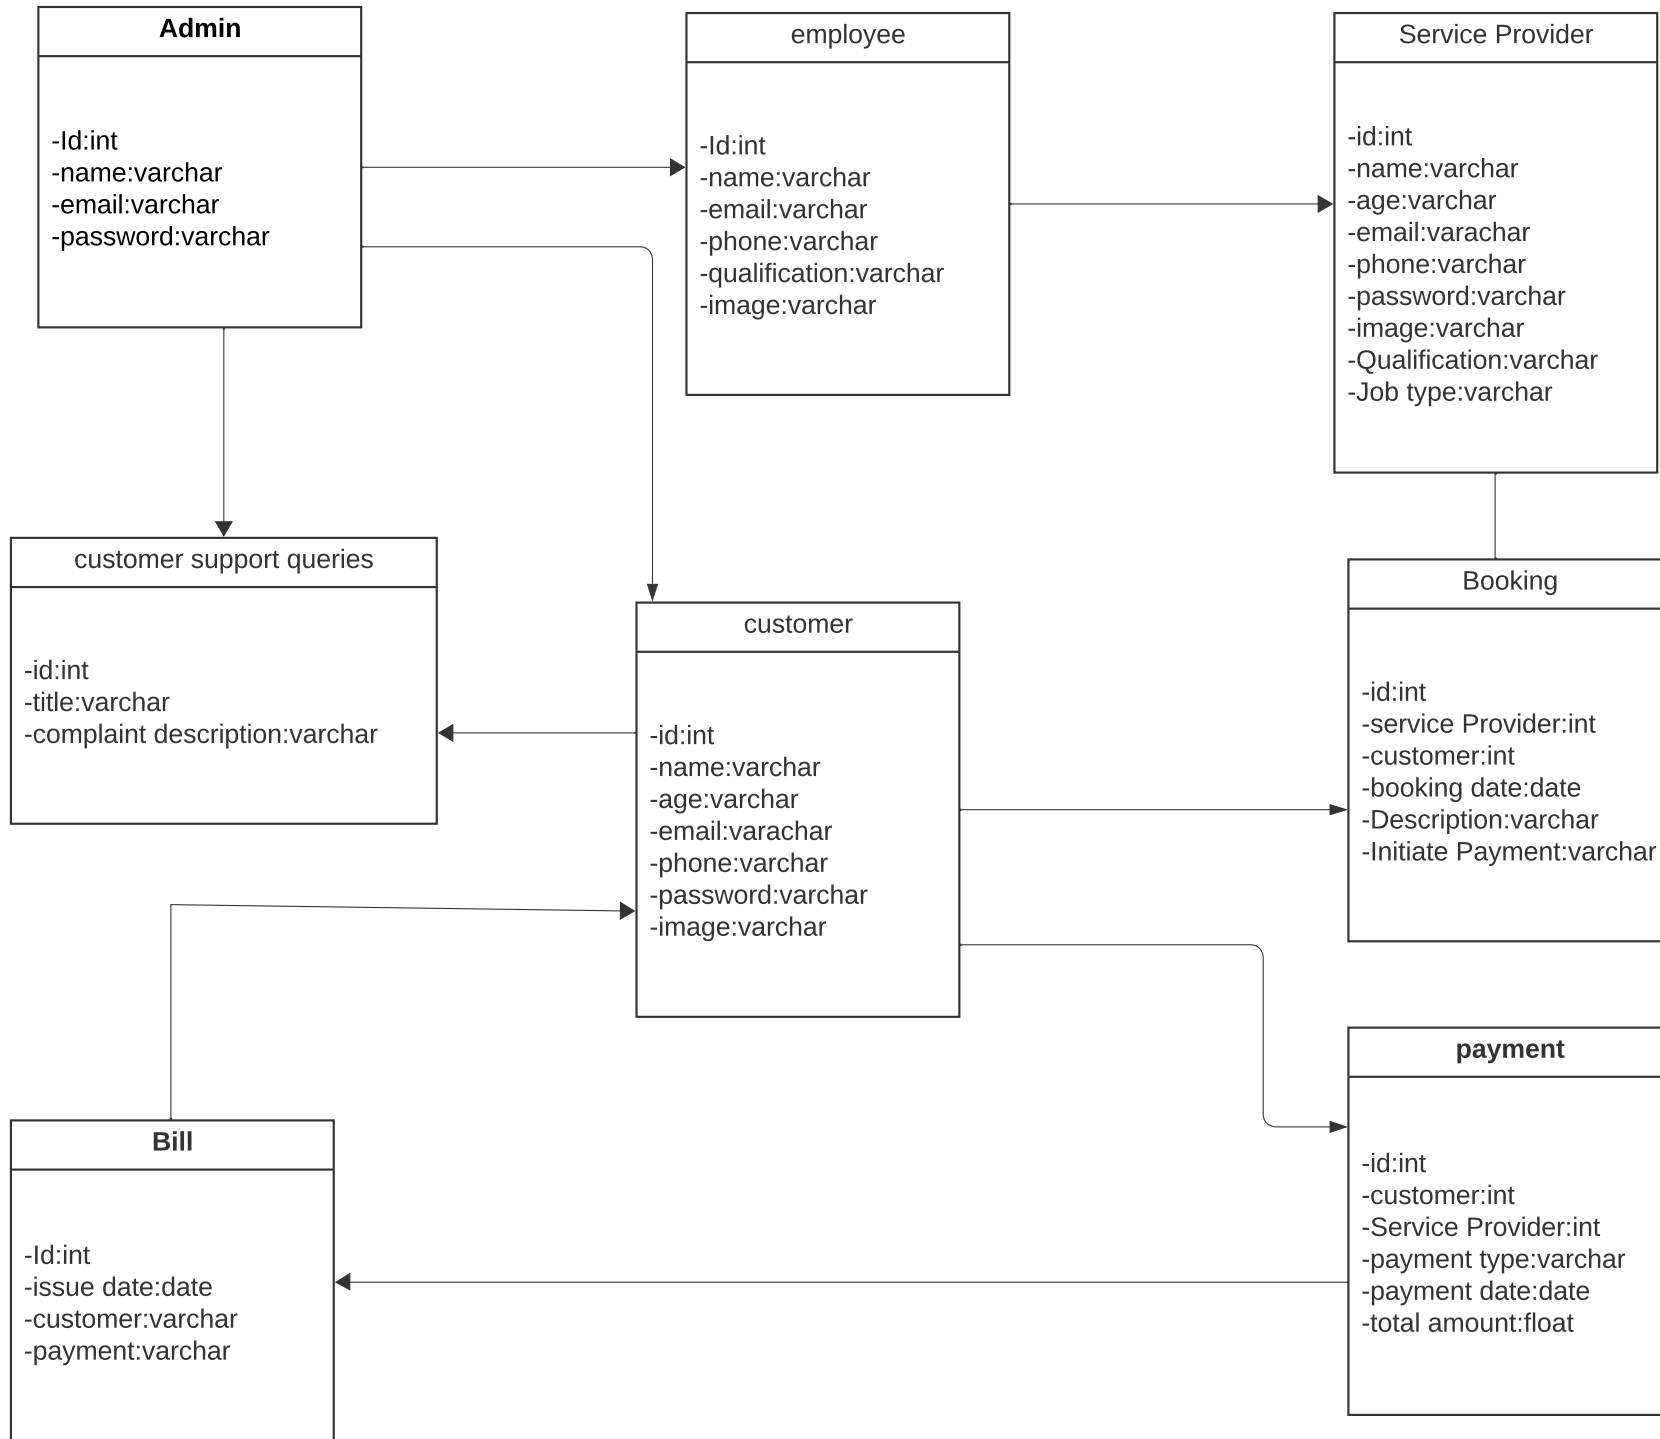 Admin
-Id:int
-name:varchar
-email:varchar
-password:varchar
employee
-Id:int
-name:varchar
-email:varchar
-phone:varchar
-qualification:varchar
-image:varchar
Service Provider
-id:int
-name:varchar
-age:varchar
-email:varachar
-phone:varchar
-password:varchar
-image:varchar
-Qualification:varchar
-Job type:varchar
customer support queries
-id:int
-title:varchar
-complaint description:varchar
customer
-id:int
-name:varchar
-age:varchar
-email:varachar
-phone:varchar
-password:varchar
-image:varchar
Booking
-id:int
-service Provider:int
-customer:int
-booking date:date
-Description:varchar
-Initiate Payment:varchar
Bill
-Id:int
-issue date:date
-customer:varchar
-payment:varchar
payment
-id:int
-customer:int
-Service Provider:int
-payment type:varchar
-payment date:date
-total amount:float